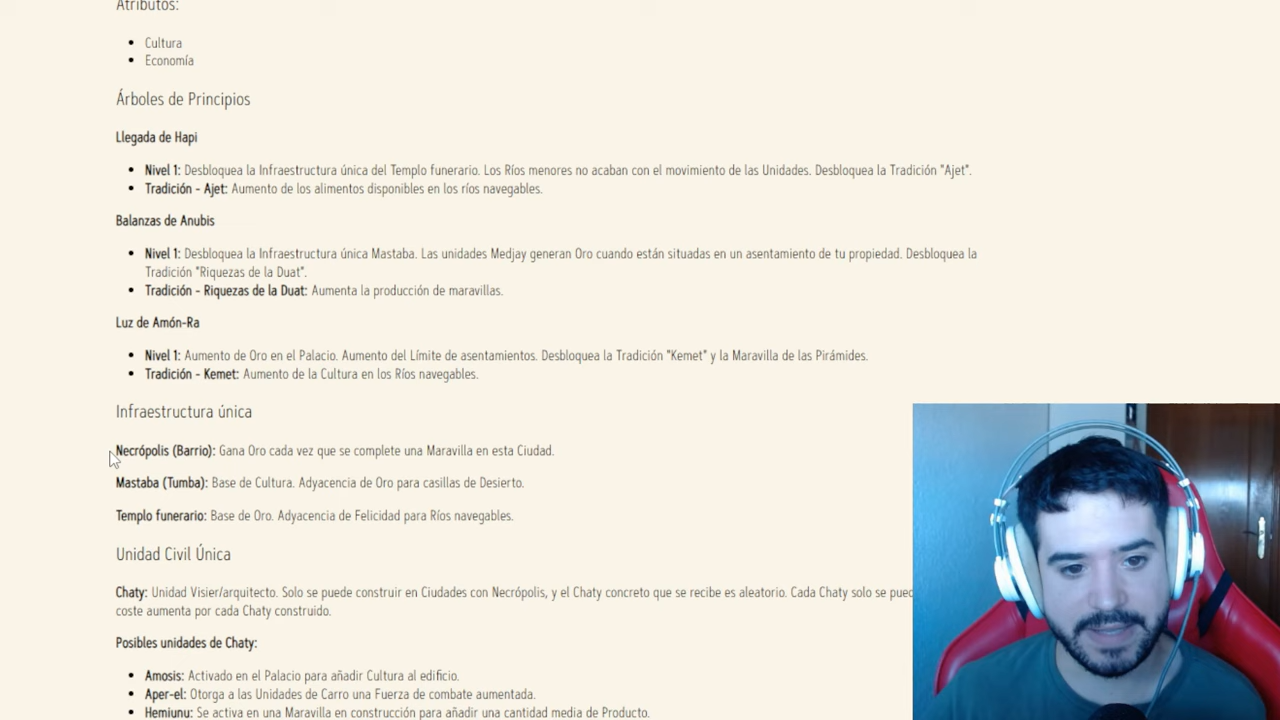 Atributos:
Cultura
Economía
Árboles de Principios
Llegada de Hapi
Nivel 1: Desbloquea la Infraestructura única del Templo funerario. Los Ríos menores no acaban con el movimiento de las Unidades. Desbloquea la Tradición "Ajet".
Tradición - Ajet: Aumento de los alimentos disponibles en los ríos navegables.
Balanzas de Anubis
Nivel 1: Desbloquea la Infraestructura única Mastaba. Las unidades Medjay generan Oro cuando están situadas en un asentamiento de tu propiedad. Desbloquea la
Tradición "Riquezas de la Duat".
Tradición - Riquezas de la Duat: Aumenta la producción de maravillas.
Luz de Amón-Ra
Nivel 1: Aumento de Oro en el Palacio. Aumento del Límite de asentamientos. Desbloquea la Tradición "Kemet" y la Maravilla de las Pirámides.
Tradición - Kemet: Aumento de la Cultura en los Ríos navegables.
Infraestructura única
Necrópolis (Barrio): Gana Oro cada vez que se complete una Maravilla en esta Ciudad.
Mastaba (Tumba): Base de Cultura. Adyacencia de Oro para casillas de Desierto.
Templo funerario: Base de Oro. Adyacencia de Felicidad para Ríos navegables.
Unidad Civil Única
Chaty: Unidad Visier/arquitecto. Solo se puede construir en Ciudades con Necrópolis, y el Chaty concreto que se recibe es aleatorio. Cada Chaty solo se
coste aumenta por cada Chaty construido.
Posibles unidades de Chaty:
Amosis: Activado en el Palacio para añadir Cultura al edificio.
Aper-el: Otorga a las Unidades de Carro una Fuerza de combate aumentada.
Hemiunu: Se activa en una Maravilla en construcción para añadir una cantidad media de Producto.